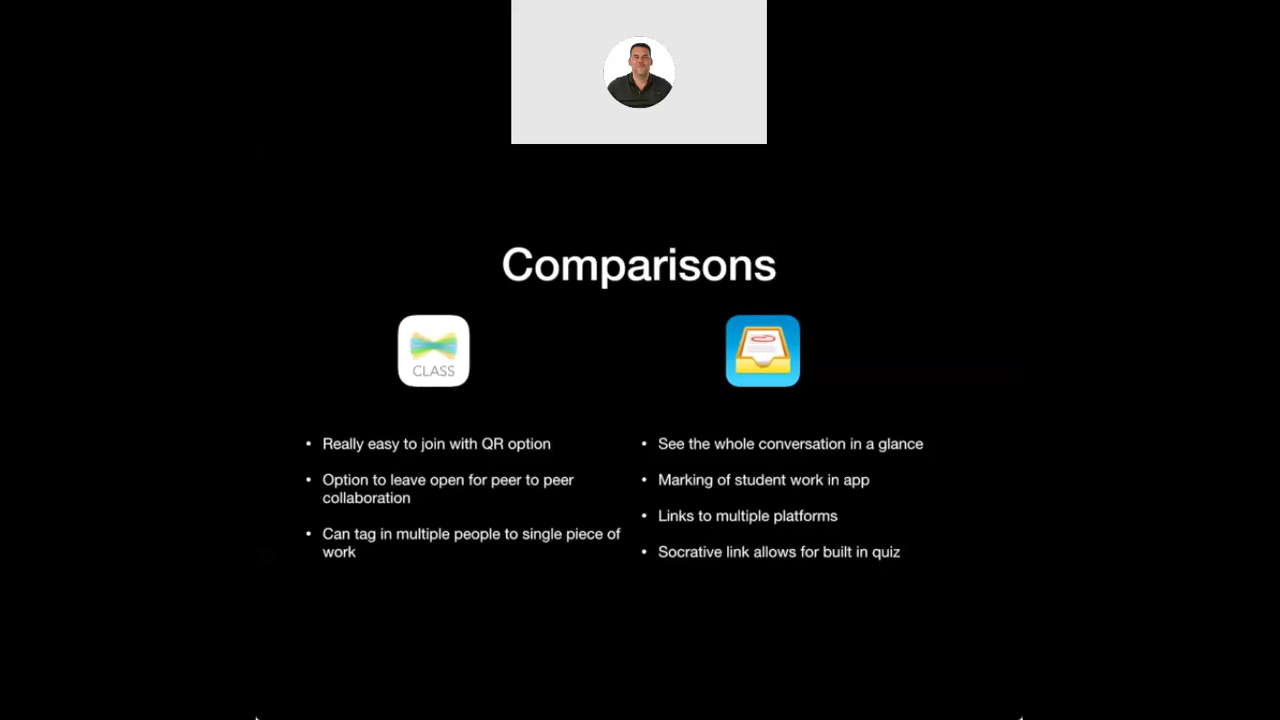 Comparisons
CLASS
• Really easy to join with QR option
• Option to leave open for peer to peer
collaboration
• Can tag in multiple people to single piece of
work
• See the whole conversation in a glance
• Marking of student work in app
• Links to multiple platforms
• Socrative link allows for built in quiz